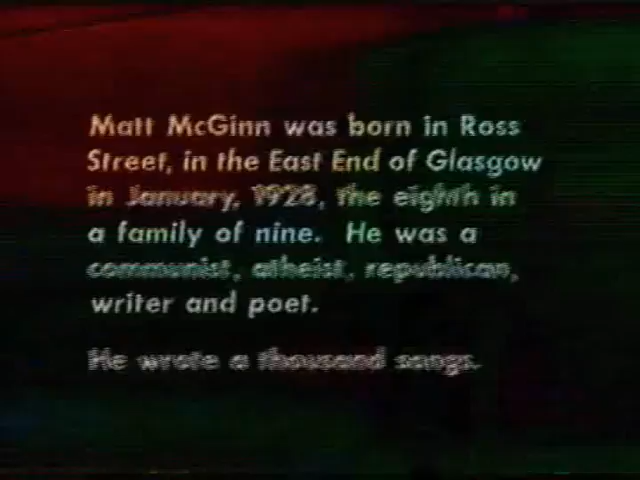 Matt McGinn was born in Ross
Street, in the East End of Glasgow
in January, 1928, the eighth in
a family of nine.  He was a
communist, atheist, republican,
writer and poet.
He wrote a thousand songs.